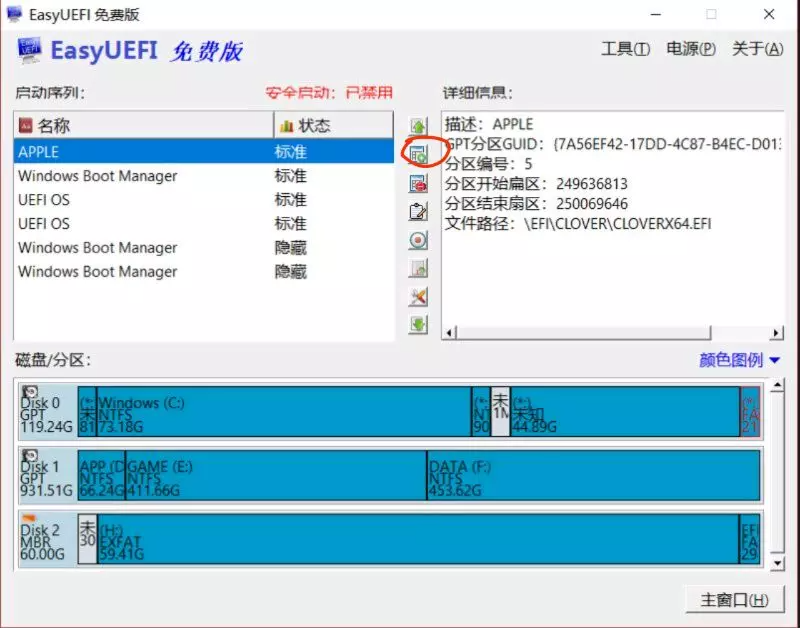 EasyUEFI 免费版
EasyUEFI 免费版
工具(T) 电源(P) 关于(A)
启动序列: 安全启动: 已禁用
详细信息:
名称 状态
APPLE 标准
Windows Boot Manager 标准
UEFI OS 标准
UEFI OS 标准
Windows Boot Manager 隐藏
Windows Boot Manager 隐藏
描述: APPLE
GPT分区GUID: {7A56EF42-17DD-4C87-B4EC-D013
分区编号: 5
分区开始扁区: 249636813
分区结束扇区: 250069646
文件路径: \EFI\CLOVER\CLOVERX64.EFI
磁盘/分区:
颜色图例
Disk 0
GPT
119.24G
(*:
未
81
Windows (C:)
NTFS
73.18G
(*:
NT
90
未
1M
(*:)
未知
44.89G
(*:
FA
21
Disk 1
GPT
931.51G
APP (D
NTFS
66.24G
GAME (E:)
NTFS
411.66G
DATA (F:)
NTFS
453.62G
Disk 2
MBR
60.00G
未
30
(H:)
EXFAT
59.41G
EFI
FA
29
主窗口(H)